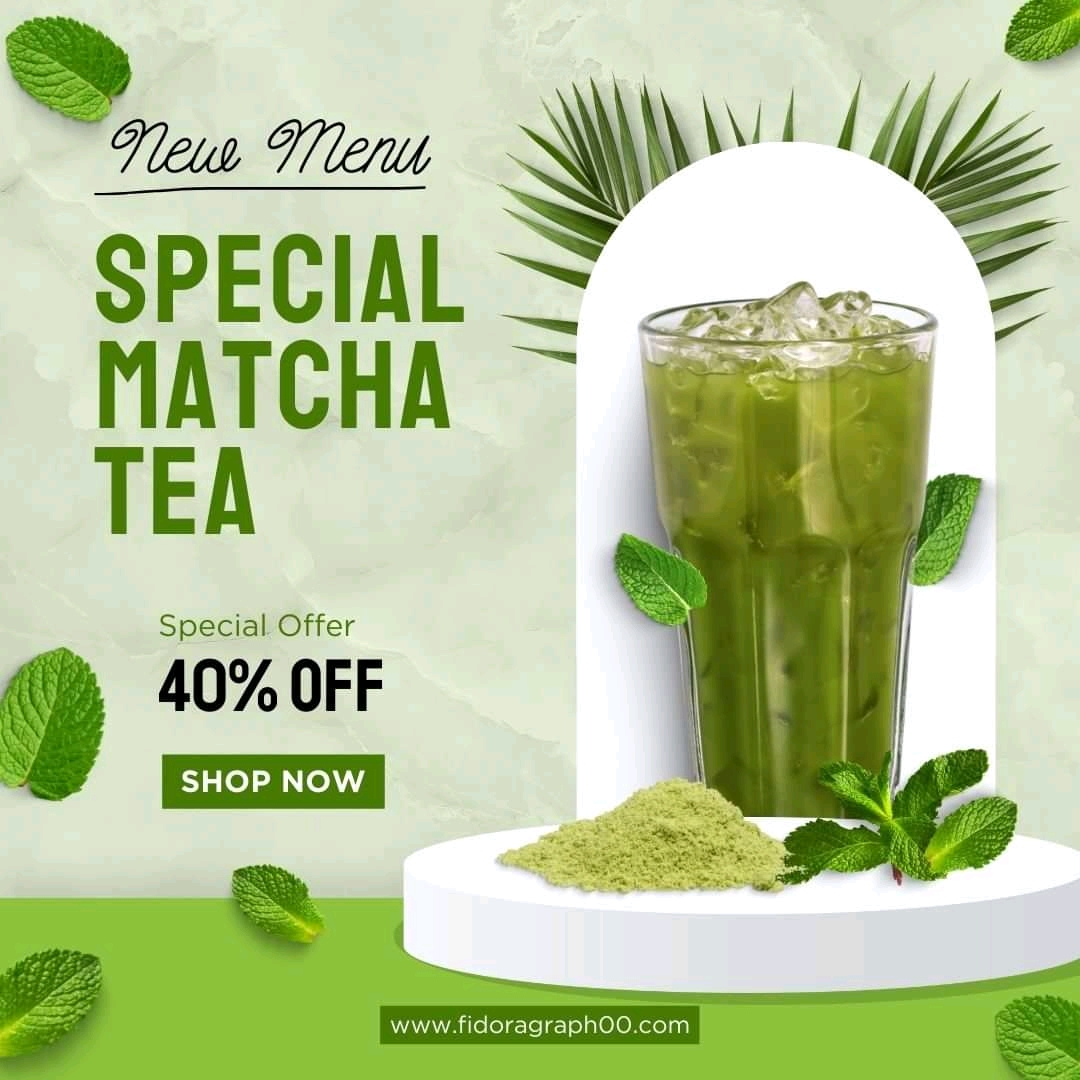 New Menu
SPECIAL
MATCHA
TEA
Special Offer
40% OFF
SHOP NOW
www.fidoragraph00.com